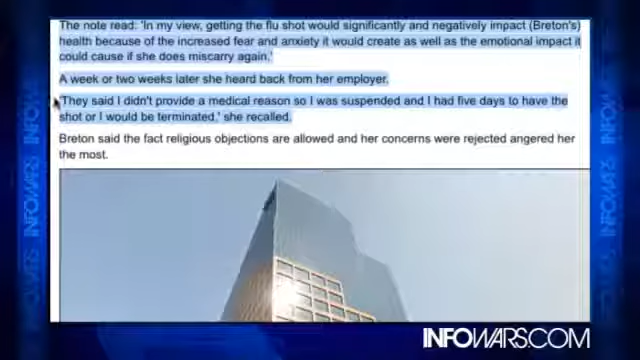 The note read: 'In my view, getting the flu shot would significantly and negatively impact (Breton's)
health because of the increased fear and anxiety it would create as well as the emotional impact it
could cause if she does miscarry again.'
A week or two weeks later she heard back from her employer.
'They said I didn't provide a medical reason so I was suspended and I had five days to have the
shot or I would be terminated,' she recalled.
Breton said the fact religious objections are allowed and her concerns were rejected angered her
the most.
INFOWARS.COM
INFOWARS
INFOWARS